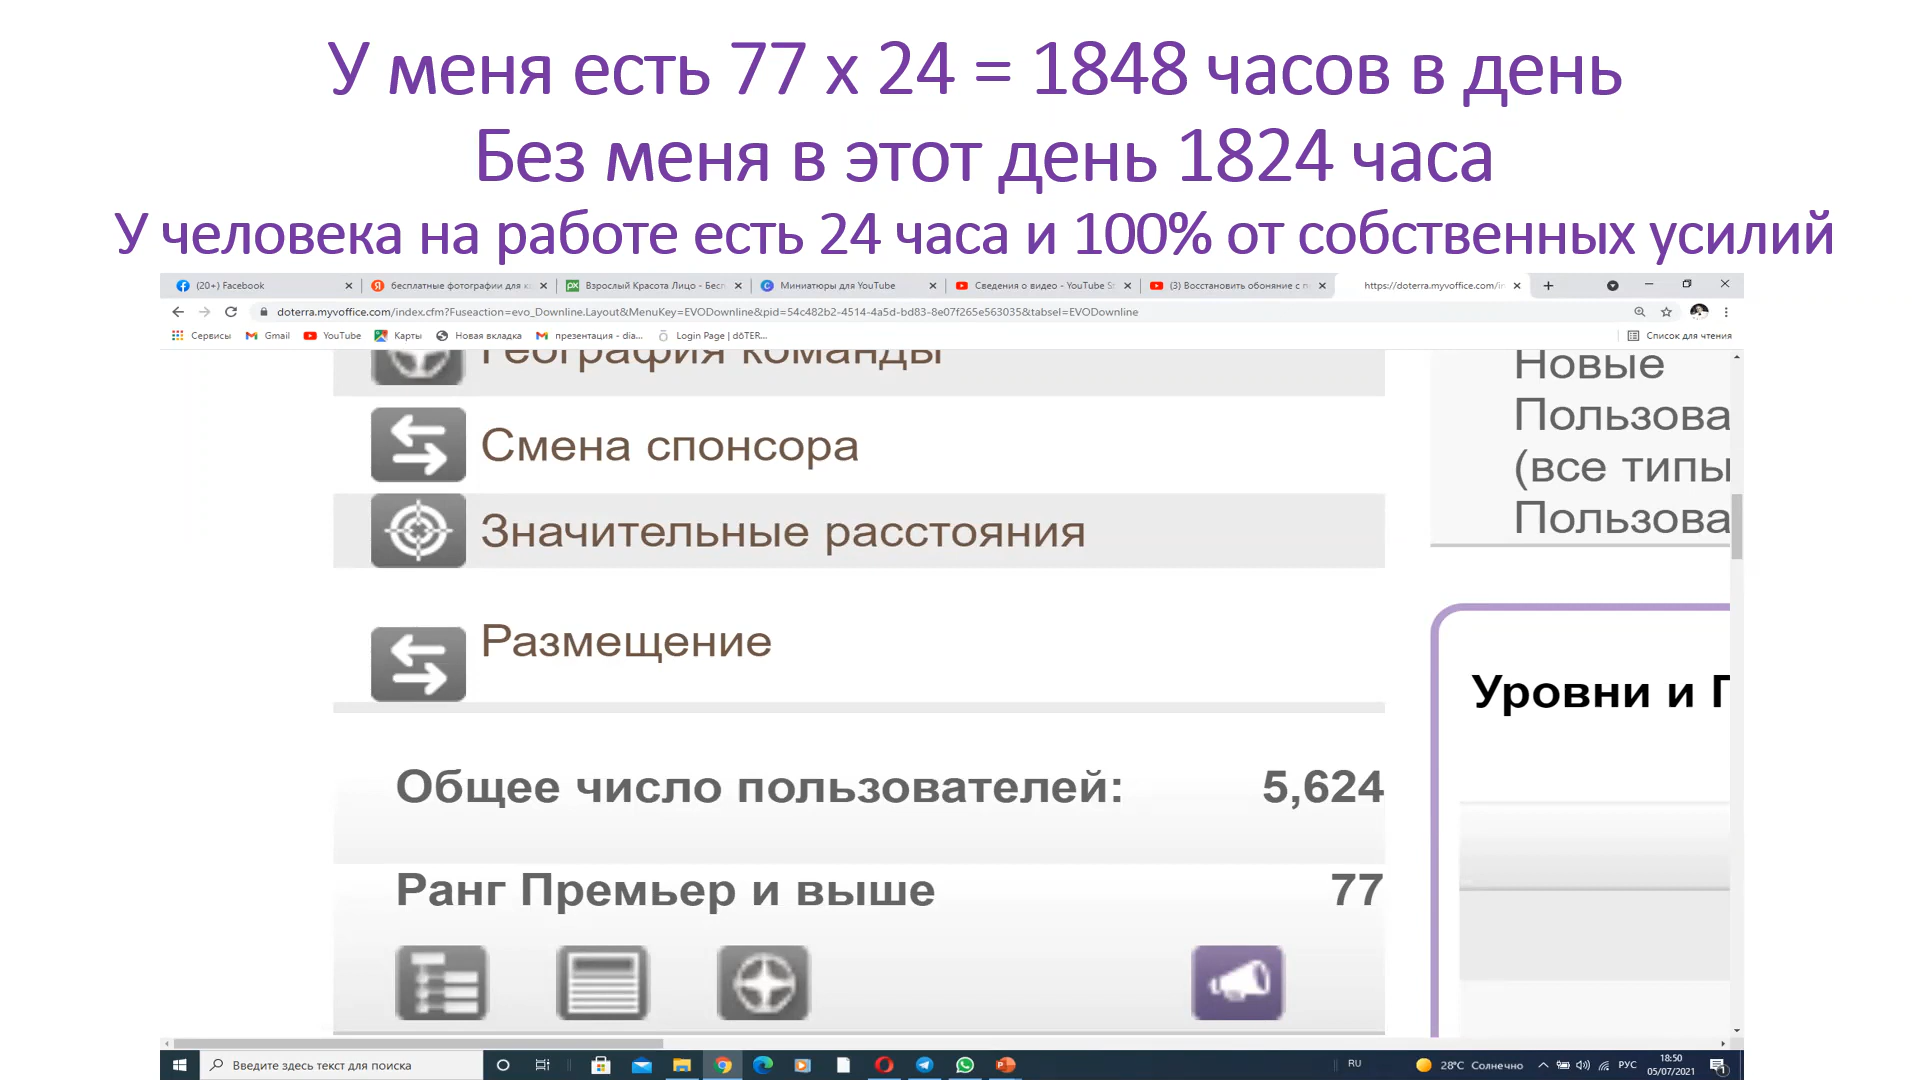 У меня есть 77 х 24 = 1848 часов в день
Без меня в этот день 1824 часа
У человека на работе есть 24 часа и 100% от собственных усилий
(20+) Facebook
бесплатные фотографии для к
Взрослый Красота Лицо - Бесп
Миниатюры для YouTube
Сведения о видео - YouTube St
(3) Восстановить обоняние с п
https://doterra.myvoffice.com/in
doterra.myvoffice.com/index.cfm?Fuseaction=evo_Downline.Layout&MenuKey=EVODownline&pid=54c482b2-4514-4a5d-bd83-8e07f265e563035&tabsel=EVODownline
Сервисы Gmail YouTube Карты Новая вкладка презентация - dia... Login Page | dōTER... Список для чтения
География команды
Смена спонсора
Значительные расстояния
Размещение
Общее число пользователей: 5,624
Ранг Премьер и выше 77
Новые
Пользова
(все типы
Пользова
Уровни и П
Введите здесь текст для поиска
RU
28°C Солнечно
РУС
18:50
05/07/2021
1